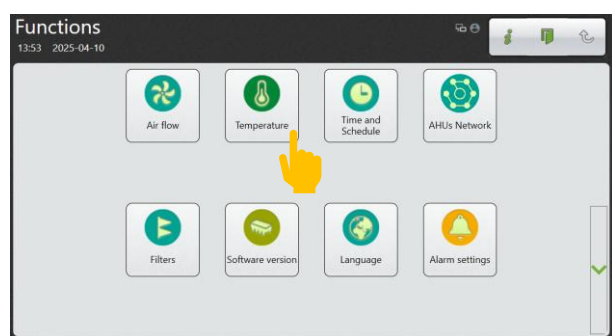 Functions
13:53 2025-04-10
Air flow
Temperature
Time and
Schedule
AHUs Network
Filters
Software version
Language
Alarm settings